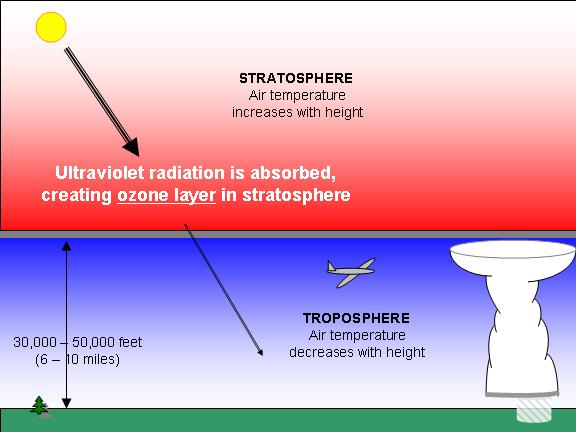 STRATOSPHERE
Air temperature
increases with height
Ultraviolet radiation is absorbed,
creating ozone layer in stratosphere
TROPOSPHERE
Air temperature
decreases with height
30,000 – 50,000 feet
(6 – 10 miles)